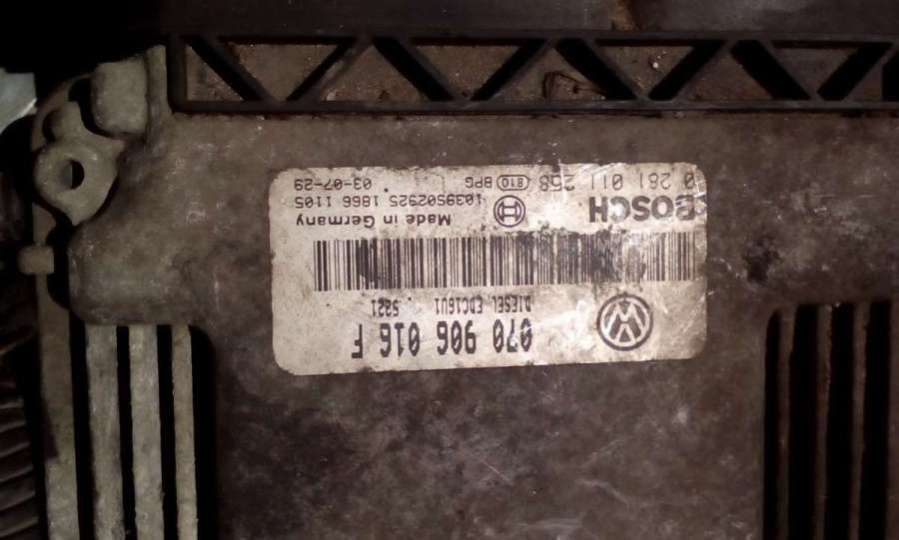 070 906 016 F
DIESEL EDC16U1 . 5221
BOSCH Made in Germany
1039S02925 1866 1105
0 281 011 258 810 BPG 03-07-29